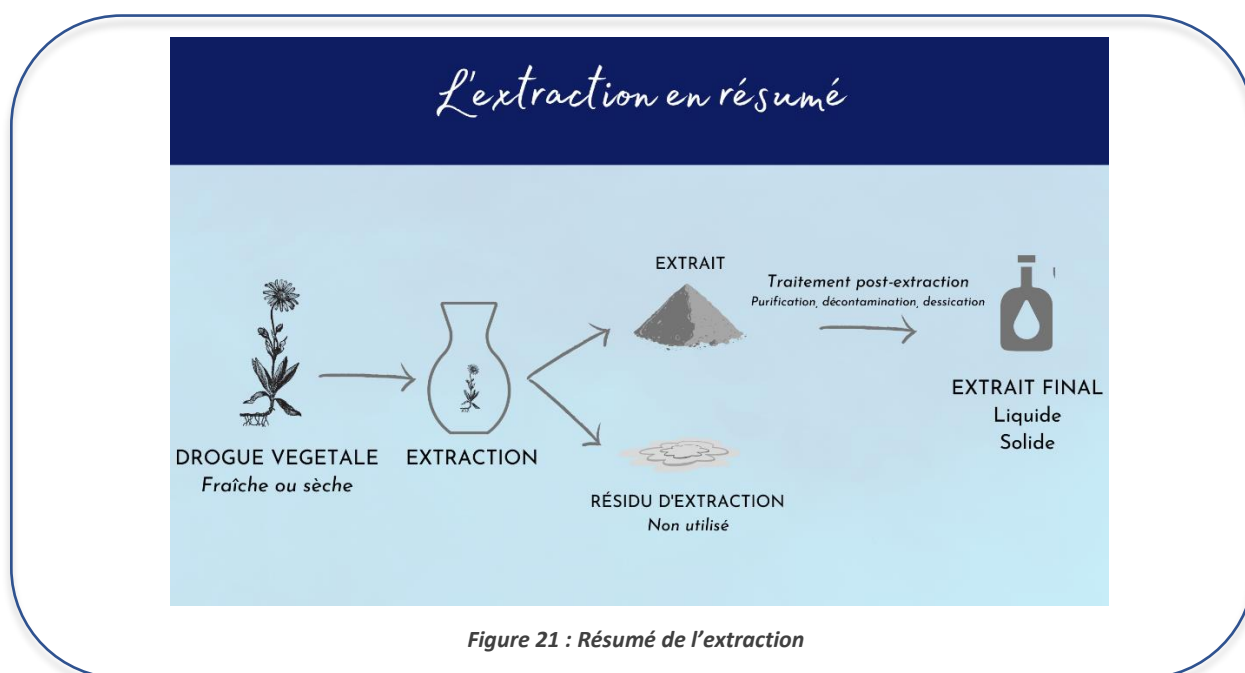 L'extraction en résumé
EXTRAIT
Traitement post-extraction
Purification, décontamination, dessication
DROGUE VEGETALE
Fraîche ou sèche
EXTRACTION
RÉSIDU D'EXTRACTION
Non utilisé
EXTRAIT FINAL
Liquide
Solide
Figure 21 : Résumé de l'extraction